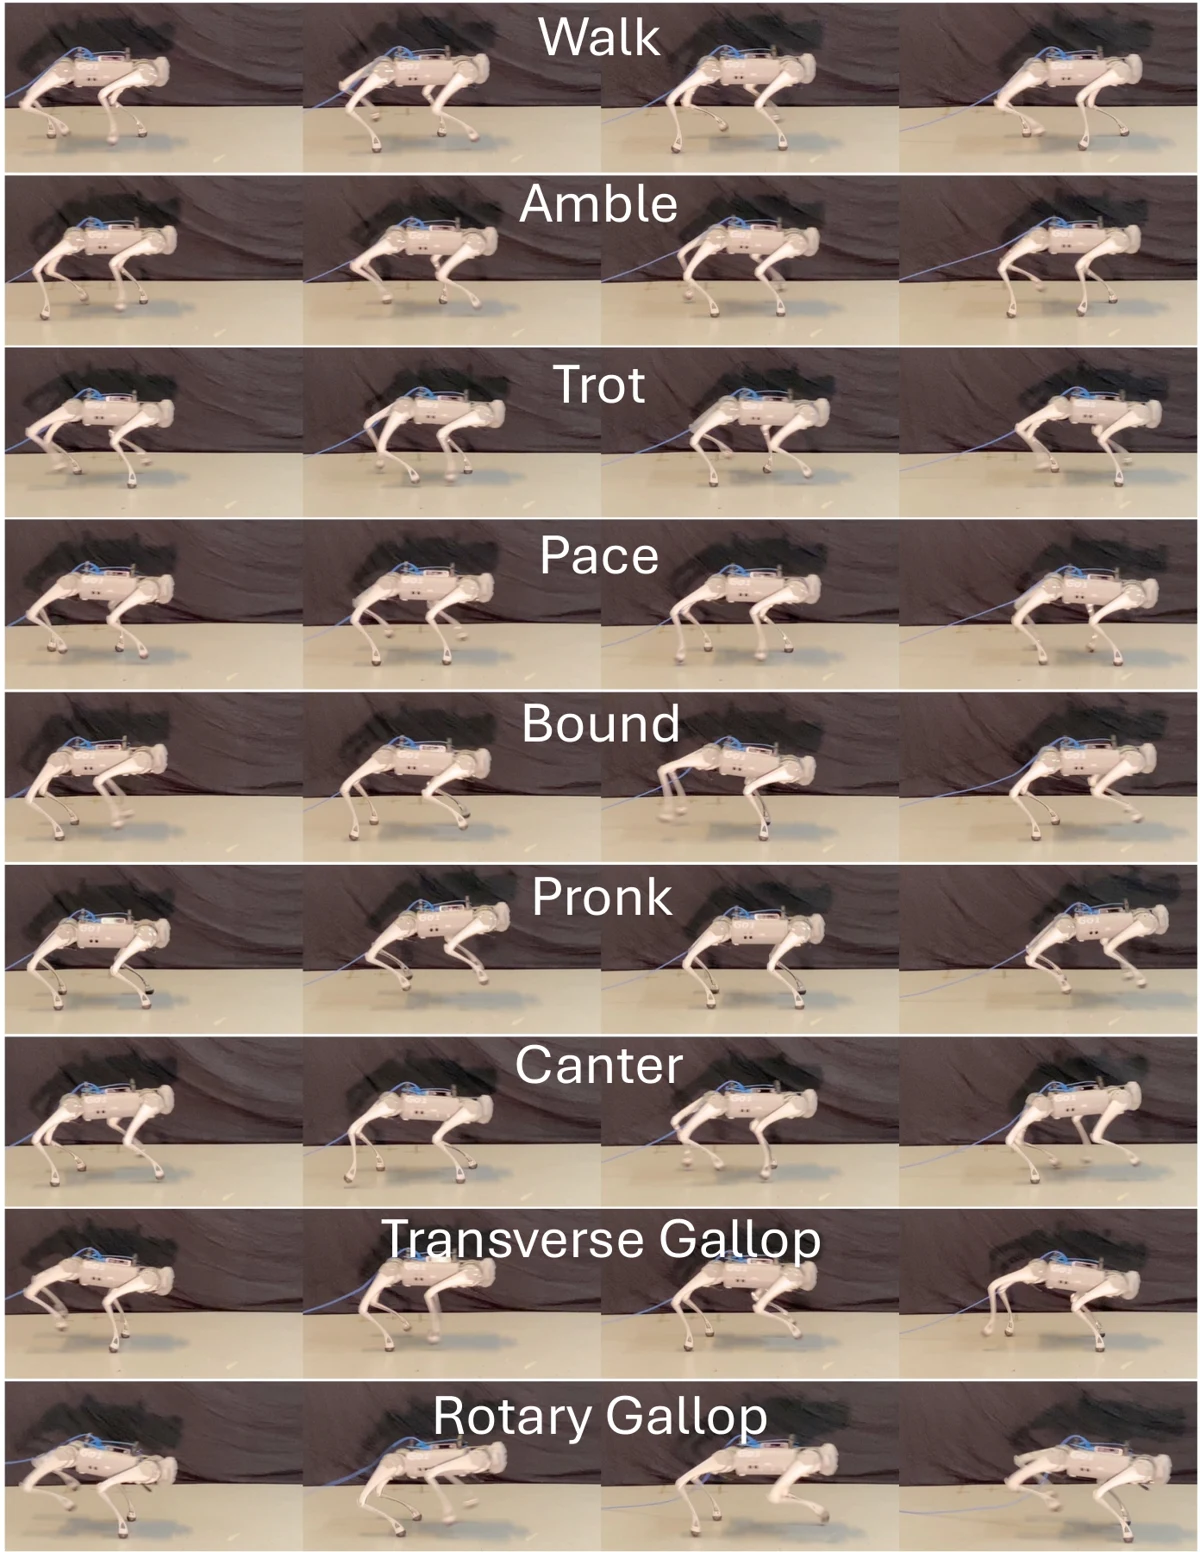 Walk
Amble
Trot
Pace
Bound
Pronk
Canter
Transverse Gallop
Rotary Gallop